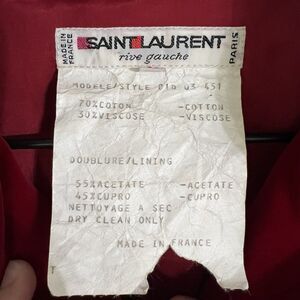 MADE IN FRANCE
SAINT LAURENT
rive gauche
PARIS
MODELE/STYLE 010 03 451
70%COTON -COTTON
30%VISCOSE -VISCOSE
DOUBLURE/LINING
55%ACETATE -ACETATE
45%CUPRO -CUPRO
NETTOYAGE A SEC
DRY CLEAN ONLY
MADE IN FRANCE
T